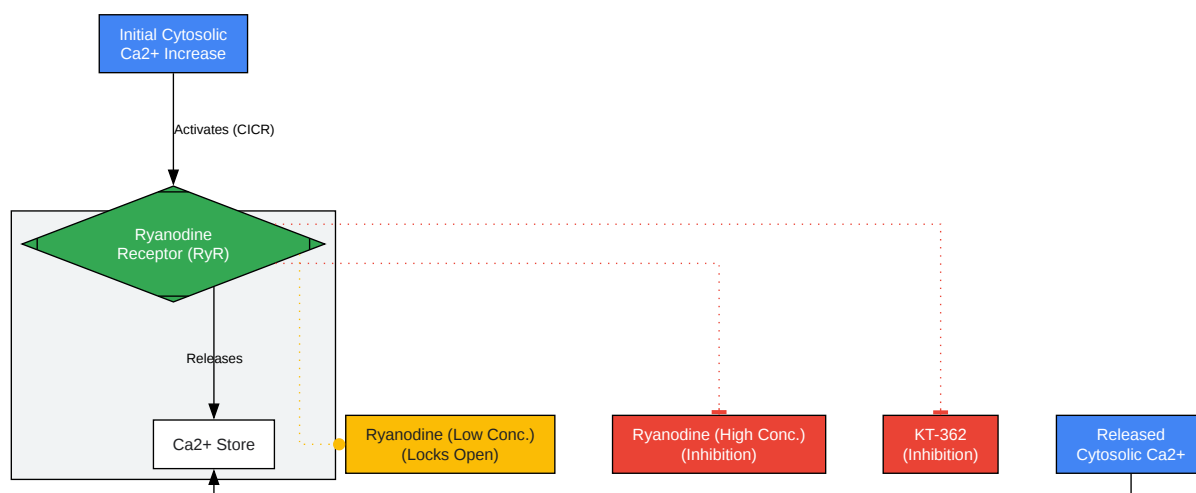 Initial Cytosolic
Ca2+ Increase
Activates (CICR)
Ryanodine
Receptor (RyR)
Releases
Ca2+ Store
Ryanodine (Low Conc.)
(Locks Open)
Ryanodine (High Conc.)
(Inhibition)
KT-362
(Inhibition)
Released
Cytosolic Ca2+